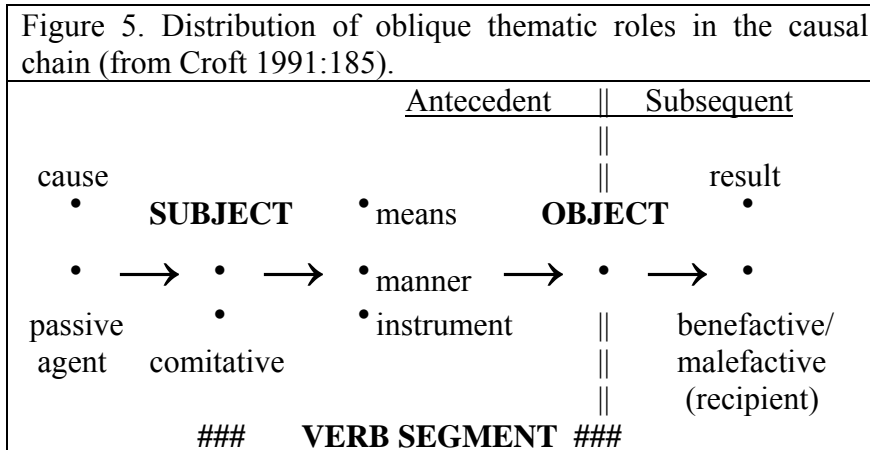 Figure 5. Distribution of oblique thematic roles in the causal
chain (from Croft 1991:185).
Antecedent || Subsequent
||
||
cause || result
• SUBJECT • means OBJECT •
• → • → • manner → • → •
passive • • instrument || benefactive/
agent comitative || malefactive
|| (recipient)
### VERB SEGMENT ###